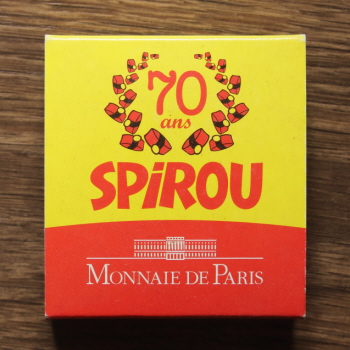 70
ans
SPiROU
MONNAIE DE PARIS